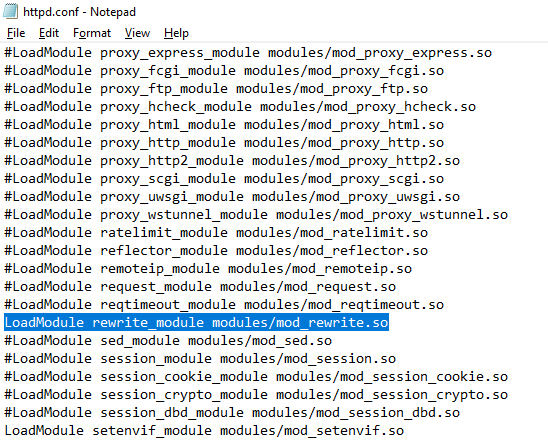 httpd.conf - Notepad
File Edit Format View Help
#LoadModule proxy_express_module modules/mod_proxy_express.so
#LoadModule proxy_fcgi_module modules/mod_proxy_fcgi.so
#LoadModule proxy_ftp_module modules/mod_proxy_ftp.so
#LoadModule proxy_hcheck_module modules/mod_proxy_hcheck.so
#LoadModule proxy_html_module modules/mod_proxy_html.so
#LoadModule proxy_http_module modules/mod_proxy_http.so
#LoadModule proxy_http2_module modules/mod_proxy_http2.so
#LoadModule proxy_scgi_module modules/mod_proxy_scgi.so
#LoadModule proxy_uwsgi_module modules/mod_proxy_uwsgi.so
#LoadModule proxy_wstunnel_module modules/mod_proxy_wstunnel.so
#LoadModule ratelimit_module modules/mod_ratelimit.so
#LoadModule reflector_module modules/mod_reflector.so
#LoadModule remoteip_module modules/mod_remoteip.so
#LoadModule request_module modules/mod_request.so
#LoadModule reqtimeout_module modules/mod_reqtimeout.so
LoadModule rewrite_module modules/mod_rewrite.so
#LoadModule sed_module modules/mod_sed.so
#LoadModule session_module modules/mod_session.so
#LoadModule session_cookie_module modules/mod_session_cookie.so
#LoadModule session_crypto_module modules/mod_session_crypto.so
#LoadModule session_dbd_module modules/mod_session_dbd.so
LoadModule setenvif_module modules/mod_setenvif.so